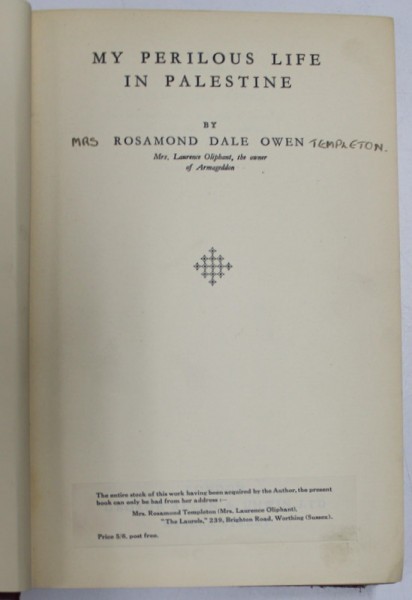 MY PERILOUS LIFE
IN PALESTINE
BY
MRS ROSAMOND DALE OWEN TEMPLETON.
Mrs. Laurence Oliphant, the owner
of Armageddon
The entire stock of this work having been acquired by the Author, the present
book can only be had from her address :—
Mrs. Rosamond Templeton (Mrs. Laurence Oliphant),
"The Laurels," 239, Brighton Road, Worthing (Sussex).
Price 5/6, post free.